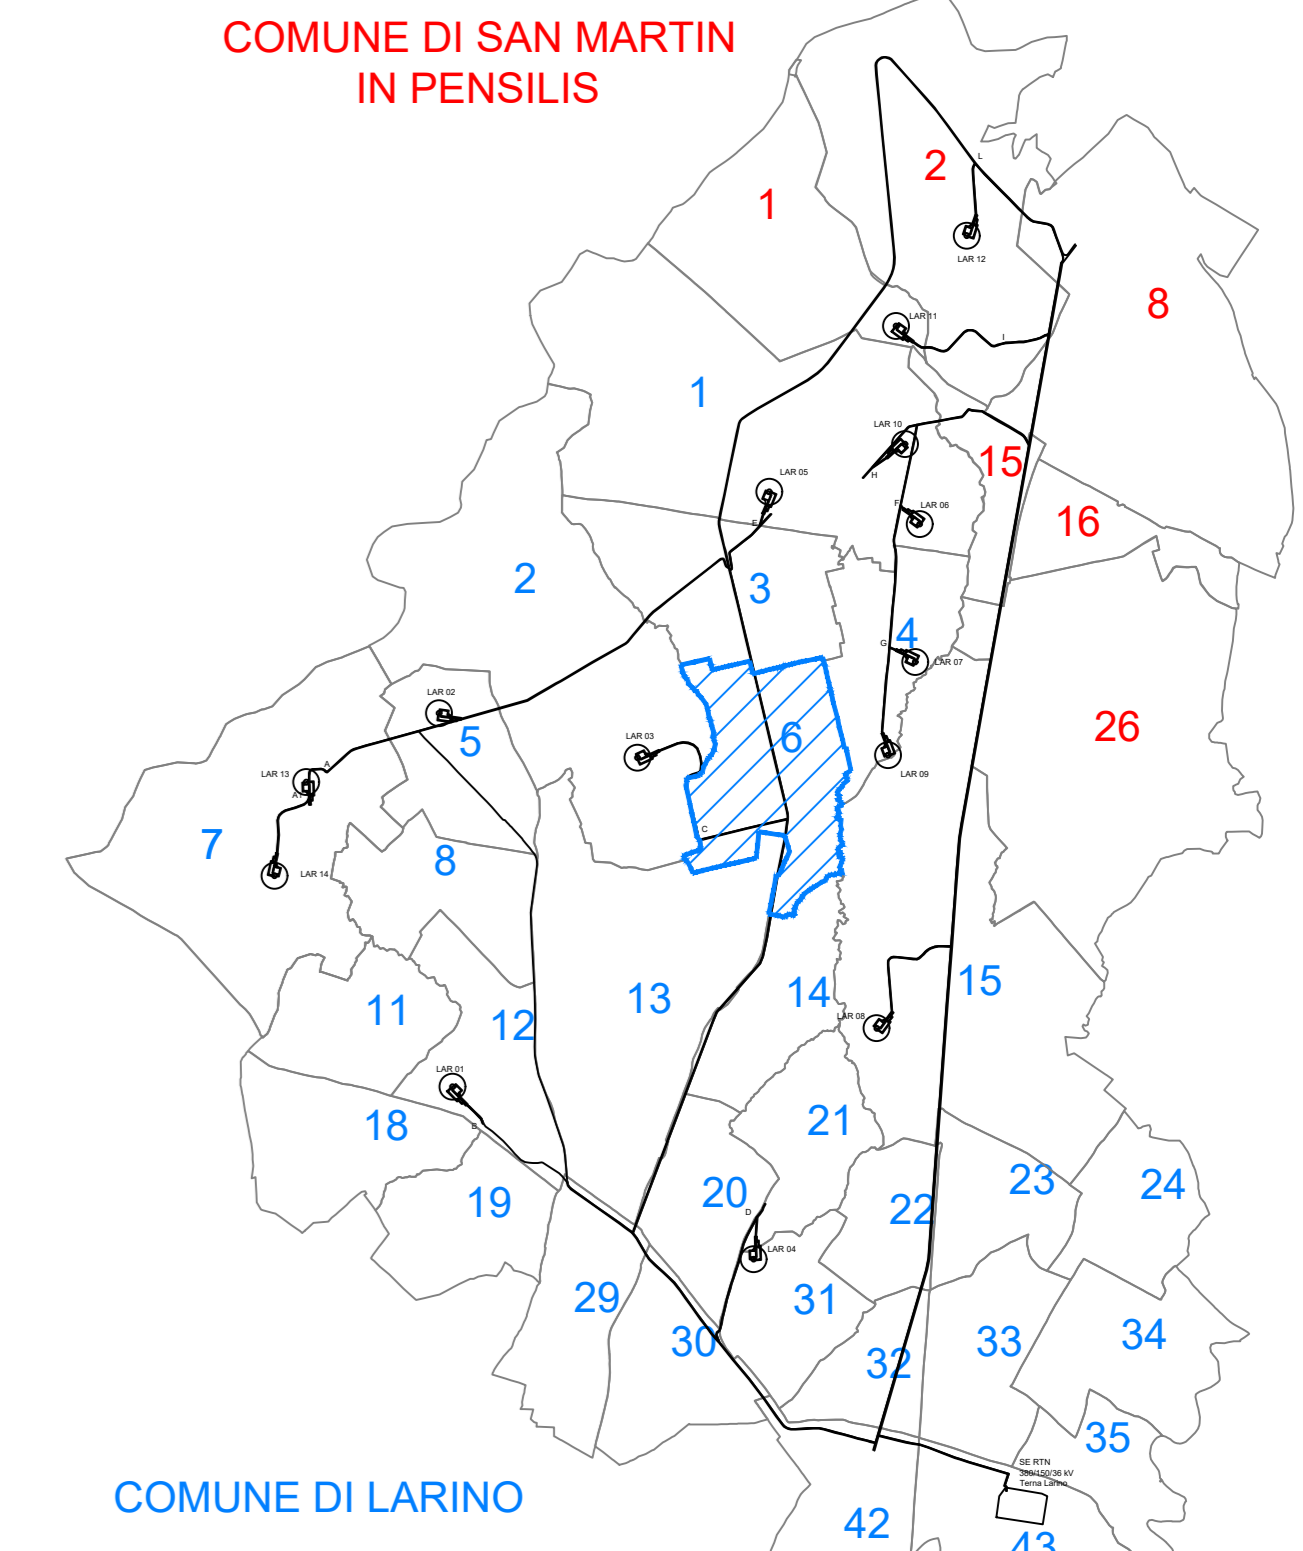 COMUNE DI SAN MARTIN
IN PENSILIS
L
2
1
LAR 12
8
LAR 11
I
1
LAR 10
15
LAR 05
H
F
LAR 06
E
16
2
3
4
G
LAR 07
LAR 02
26
5
6
LAR 03
A
LAR 13
A1
LAR 09
C
7
8
LAR 14
15
14
13
11
12
LAR 08
LAR 01
21
18
B
23
24
20
19
22
D
LAR 04
29
31
34
30
33
32
35
SE RTN
380/150/36 kV
Terna Larino
COMUNE DI LARINO
42
43